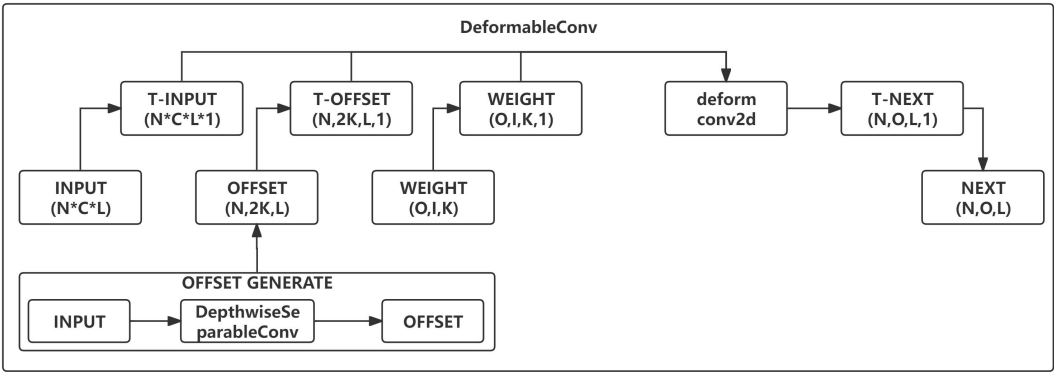 DeformableConv
T-INPUT
(N*C*L*1)
T-OFFSET
(N,2K,L,1)
WEIGHT
(O,I,K,1)
deform
conv2d
T-NEXT
(N,O,L,1)
INPUT
(N*C*L)
OFFSET
(N,2K,L)
WEIGHT
(O,I,K)
NEXT
(N,O,L)
OFFSET GENERATE
INPUT
DepthwiseSe
parableConv
OFFSET